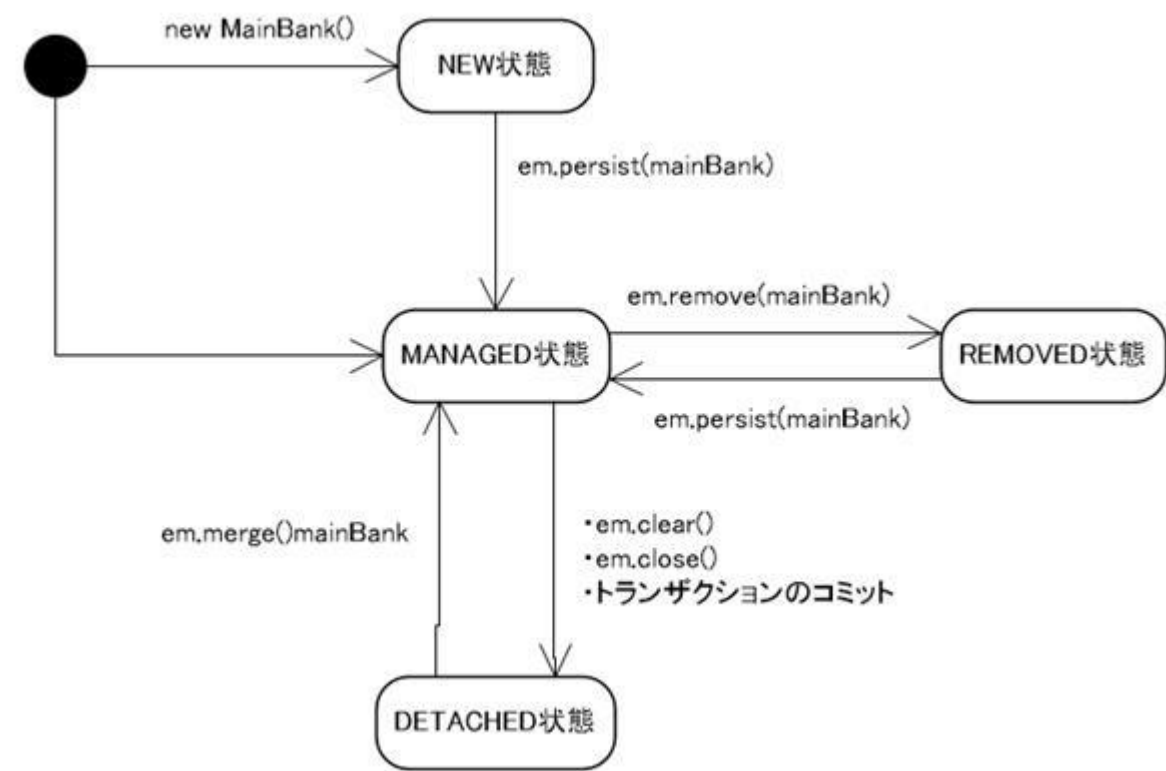 new MainBank()
NEW状態
em.persist(mainBank)
em.remove(mainBank)
MANAGED状態
REMOVED状態
em.persist(mainBank)
em.merge()mainBank
・em.clear()
・em.close()
・トランザクションのコミット
DETACHED状態